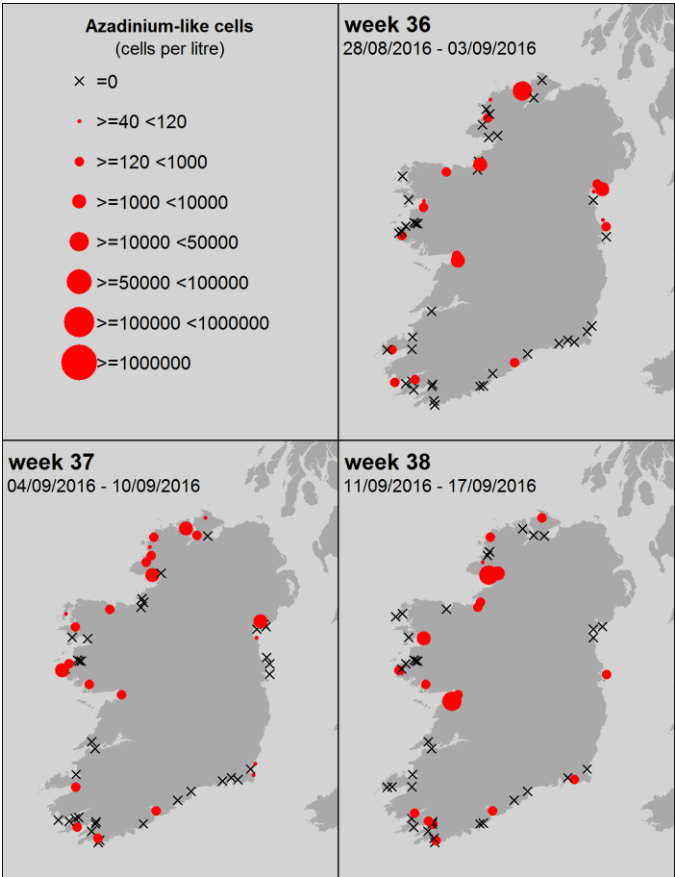 Azadinium-like cells
(cells per litre)
=0
>=40 <120
>=120 <1000
>=1000 <10000
>=10000 <50000
>=50000 <100000
>=100000 <1000000
>=1000000
week 36
28/08/2016 - 03/09/2016
week 37
04/09/2016 - 10/09/2016
week 38
11/09/2016 - 17/09/2016